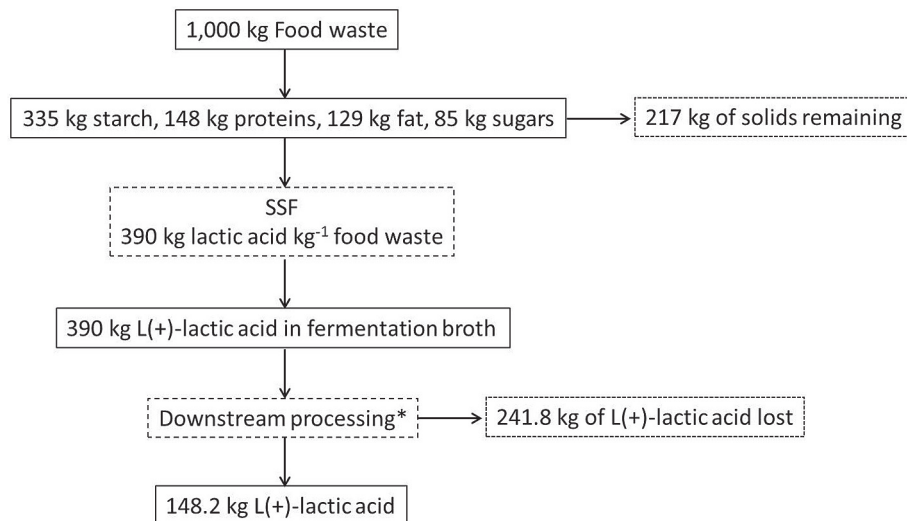 1,000 kg Food waste
335 kg starch, 148 kg proteins, 129 kg fat, 85 kg sugars
217 kg of solids remaining
SSF
390 kg lactic acid kg⁻¹ food waste
390 kg L(+)-lactic acid in fermentation broth
Downstream processing*
241.8 kg of L(+)-lactic acid lost
148.2 kg L(+)-lactic acid